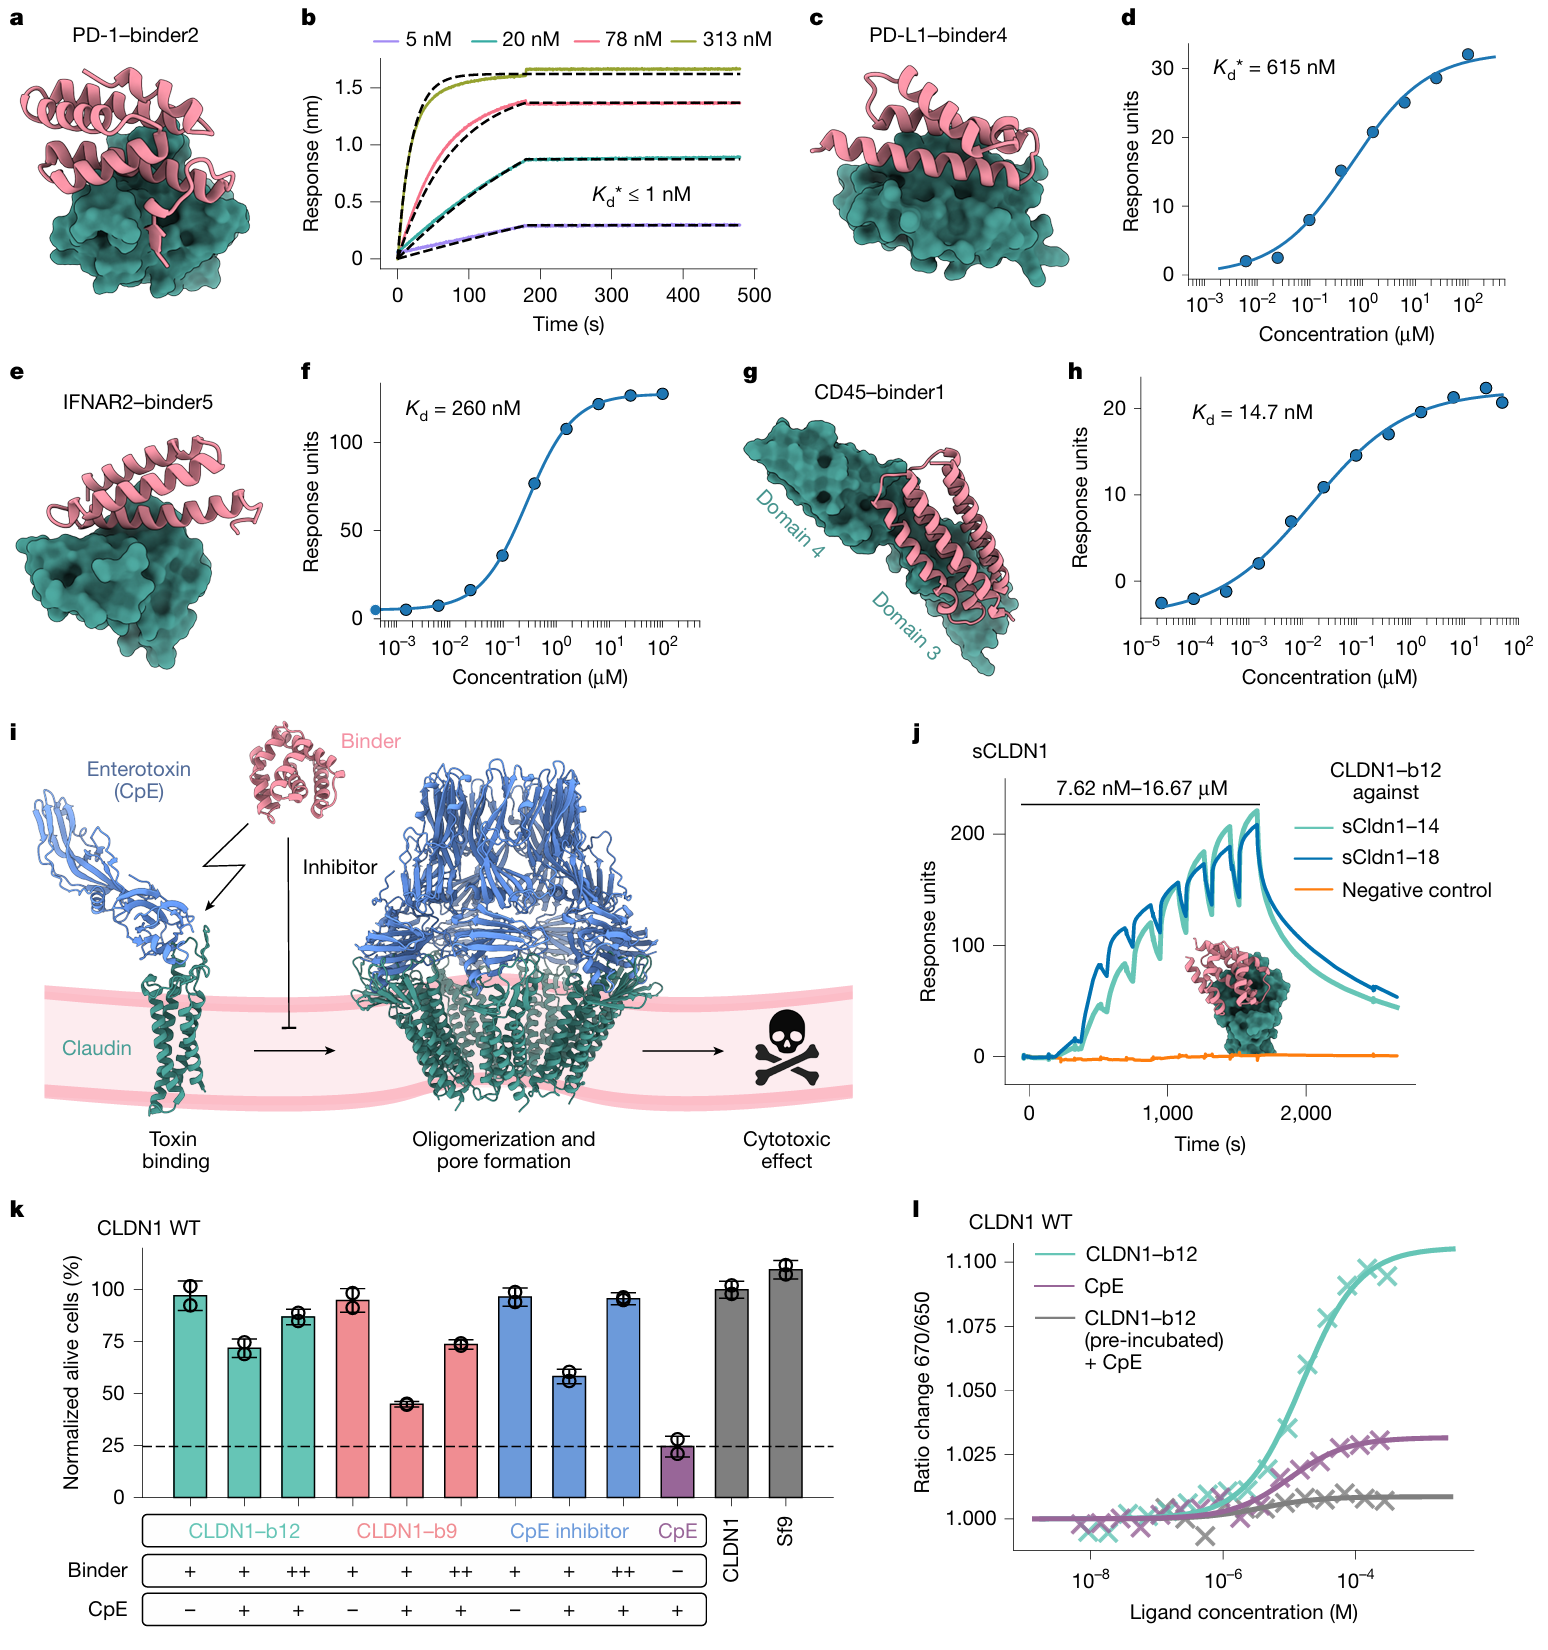 a
PD-1–binder2
b
5 nM
20 nM
78 nM
313 nM
Response (nm)
1.5
1.0
0.5
0
K_d* ≤ 1 nM
0
100
200
300
400
500
Time (s)
c
PD-L1–binder4
d
K_d* = 615 nM
Response units
30
20
10
0
10⁻³
10⁻²
10⁻¹
10⁰
10¹
10²
Concentration (μM)
e
IFNAR2–binder5
f
K_d = 260 nM
Response units
100
50
0
10⁻³
10⁻²
10⁻¹
10⁰
10¹
10²
Concentration (μM)
g
CD45–binder1
Domain 4
Domain 3
h
K_d = 14.7 nM
Response units
20
10
0
10⁻⁵
10⁻⁴
10⁻³
10⁻²
10⁻¹
10⁰
10¹
10²
Concentration (μM)
i
Binder
Enterotoxin
(CpE)
Inhibitor
Claudin
Toxin
binding
Oligomerization and
pore formation
Cytotoxic
effect
j
sCLDN1
7.62 nM–16.67 μM
CLDN1–b12
against
sCldn1–14
sCldn1–18
Negative control
Response units
200
100
0
0
1,000
2,000
Time (s)
k
CLDN1 WT
Normalized alive cells (%)
100
75
50
25
0
CLDN1–b12
CLDN1–b9
CpE inhibitor
CpE
CLDN1
Sf9
Binder + + ++ + + ++ + + ++ –
CpE – + + – + + – + + +
l
CLDN1 WT
CLDN1–b12
CpE
CLDN1–b12
(pre-incubated)
+ CpE
Ratio change 670/650
1.100
1.075
1.050
1.025
1.000
10⁻⁸
10⁻⁶
10⁻⁴
Ligand concentration (M)